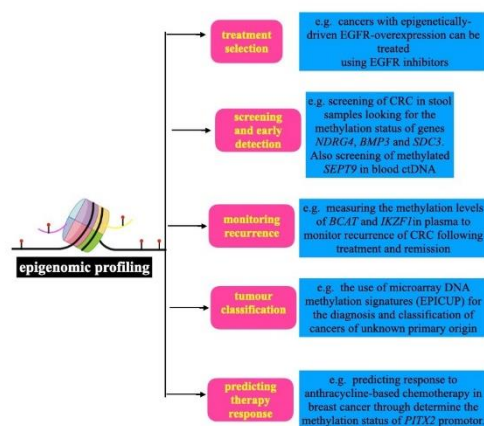 treatment
selection
e.g. cancers with epigenetically-
driven EGFR-overexpression can be
treated
using EGFR inhibitors
screening
and early
detection
e.g. screening of CRC in stool
samples looking for the
methylation status of genes
NDRG4, BMP3 and SDC3.
Also screening of methylated
SEPT9 in blood ctDNA
epigenomic profiling
monitoring
recurrence
e.g. measuring the methylation levels
of BCAT and IKZF1in plasma to
monitor recurrence of CRC following
treatment and remission
tumour
classification
e.g. the use of microarray DNA
methylation signatures (EPICUP) for
the diagnosis and classification of
cancers of unknown primary origin
predicting
therapy
response
e.g. predicting response to
anthracycline-based chemotherapy in
breast cancer through determine the
methylation status of PITX2 promotor